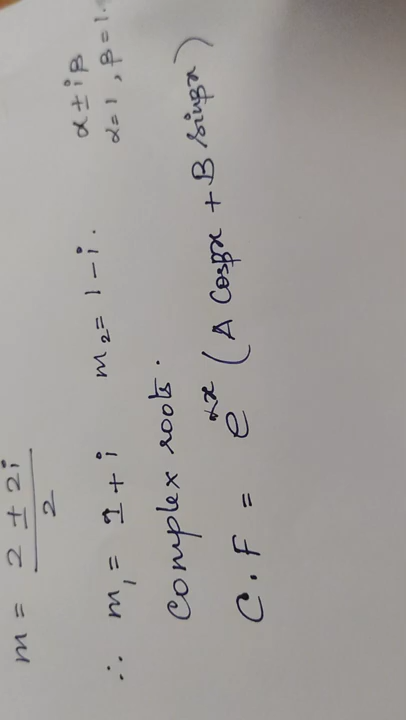 m = 2 ± 2i / 2
∴ m₁ = 1 + i  m₂ = 1 − i.  α ± iβ
α = 1, β = 1.
Complex roots.
C.F = e^αx (A cosβx + B sinβx)